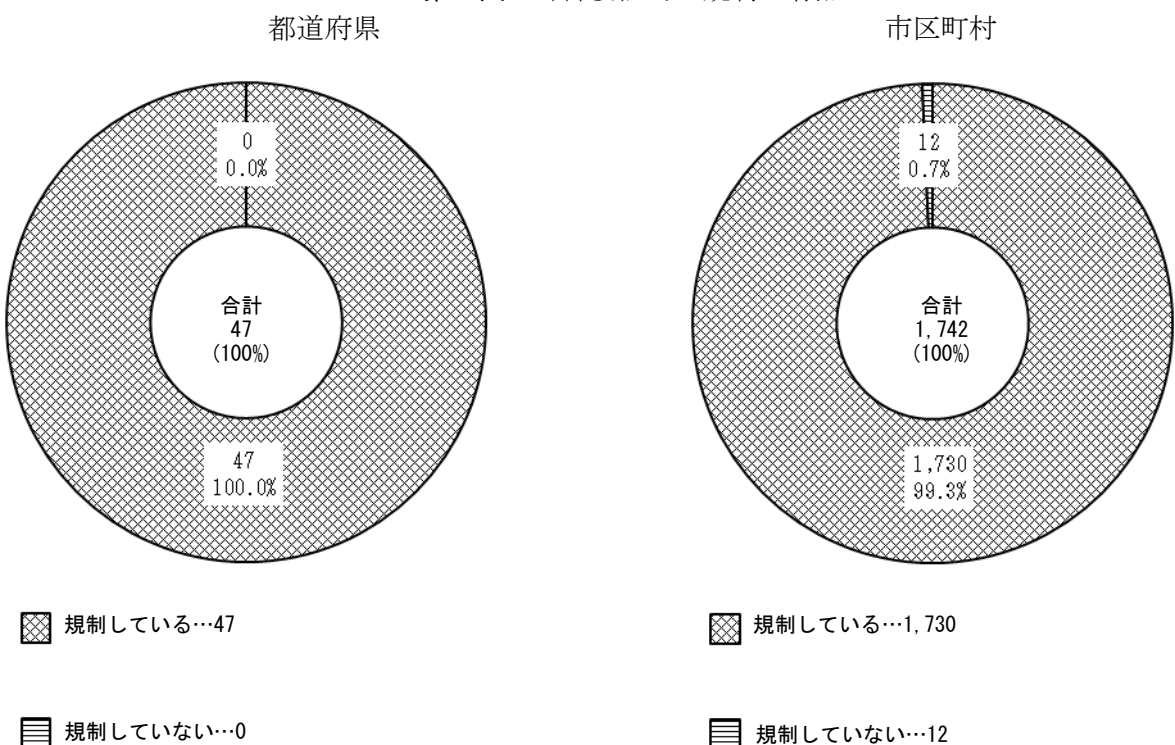 都道府県
0
0.0%
合計
47
(100%)
47
100.0%
規制している…47
規制していない…0
市区町村
12
0.7%
合計
1,742
(100%)
1,730
99.3%
規制している…1,730
規制していない…12